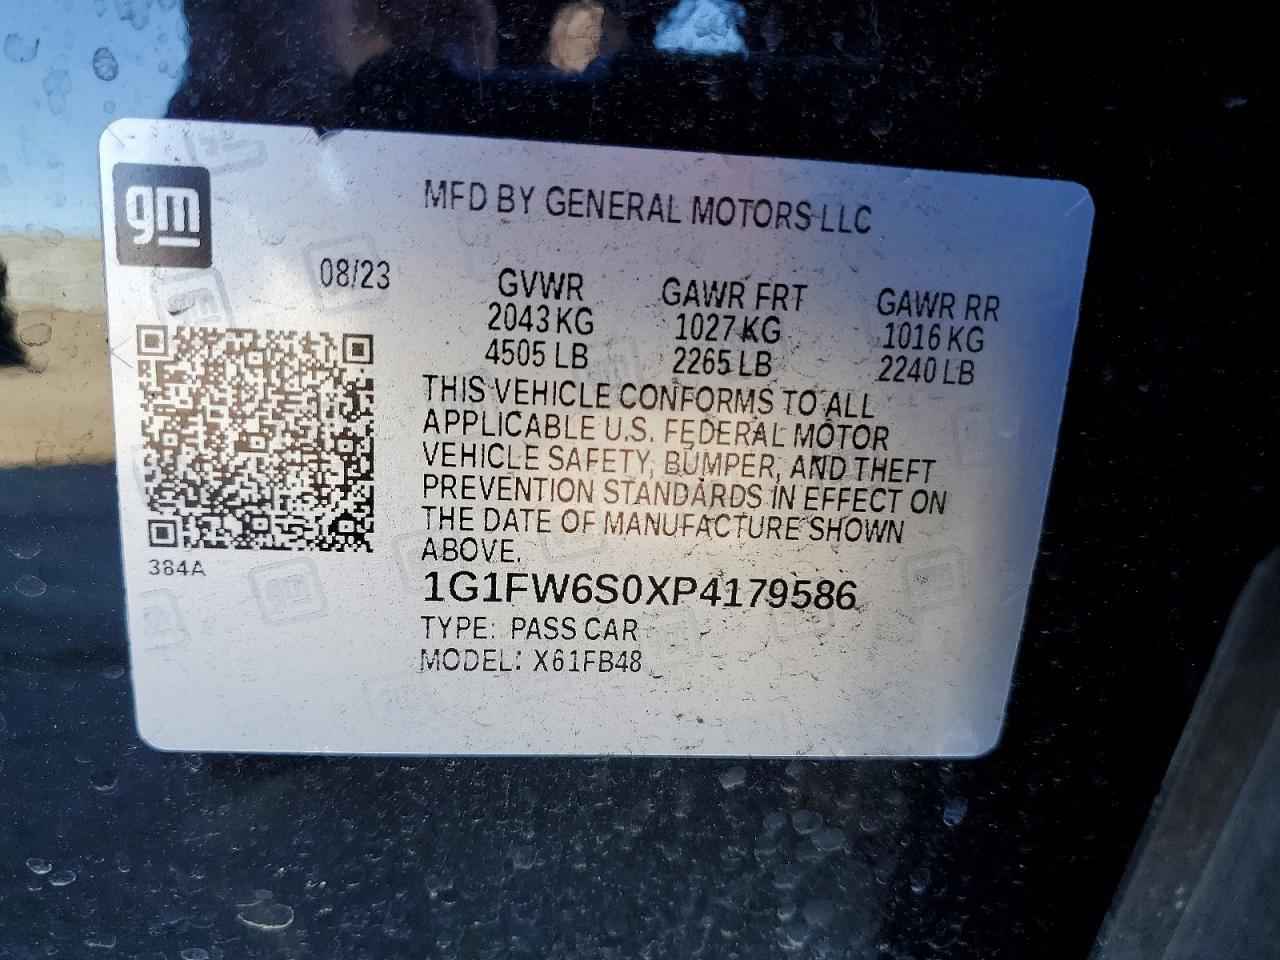 gm
MFD BY GENERAL MOTORS LLC
08/23
GVWR GAWR FRT GAWR RR
2043 KG 1027 KG 1016 KG
4505 LB 2265 LB 2240 LB
THIS VEHICLE CONFORMS TO ALL
APPLICABLE U.S. FEDERAL MOTOR
VEHICLE SAFETY, BUMPER, AND THEFT
PREVENTION STANDARDS IN EFFECT ON
THE DATE OF MANUFACTURE SHOWN
ABOVE.
384A
1G1FW6S0XP4179586
TYPE: PASS CAR
MODEL: X61FB48